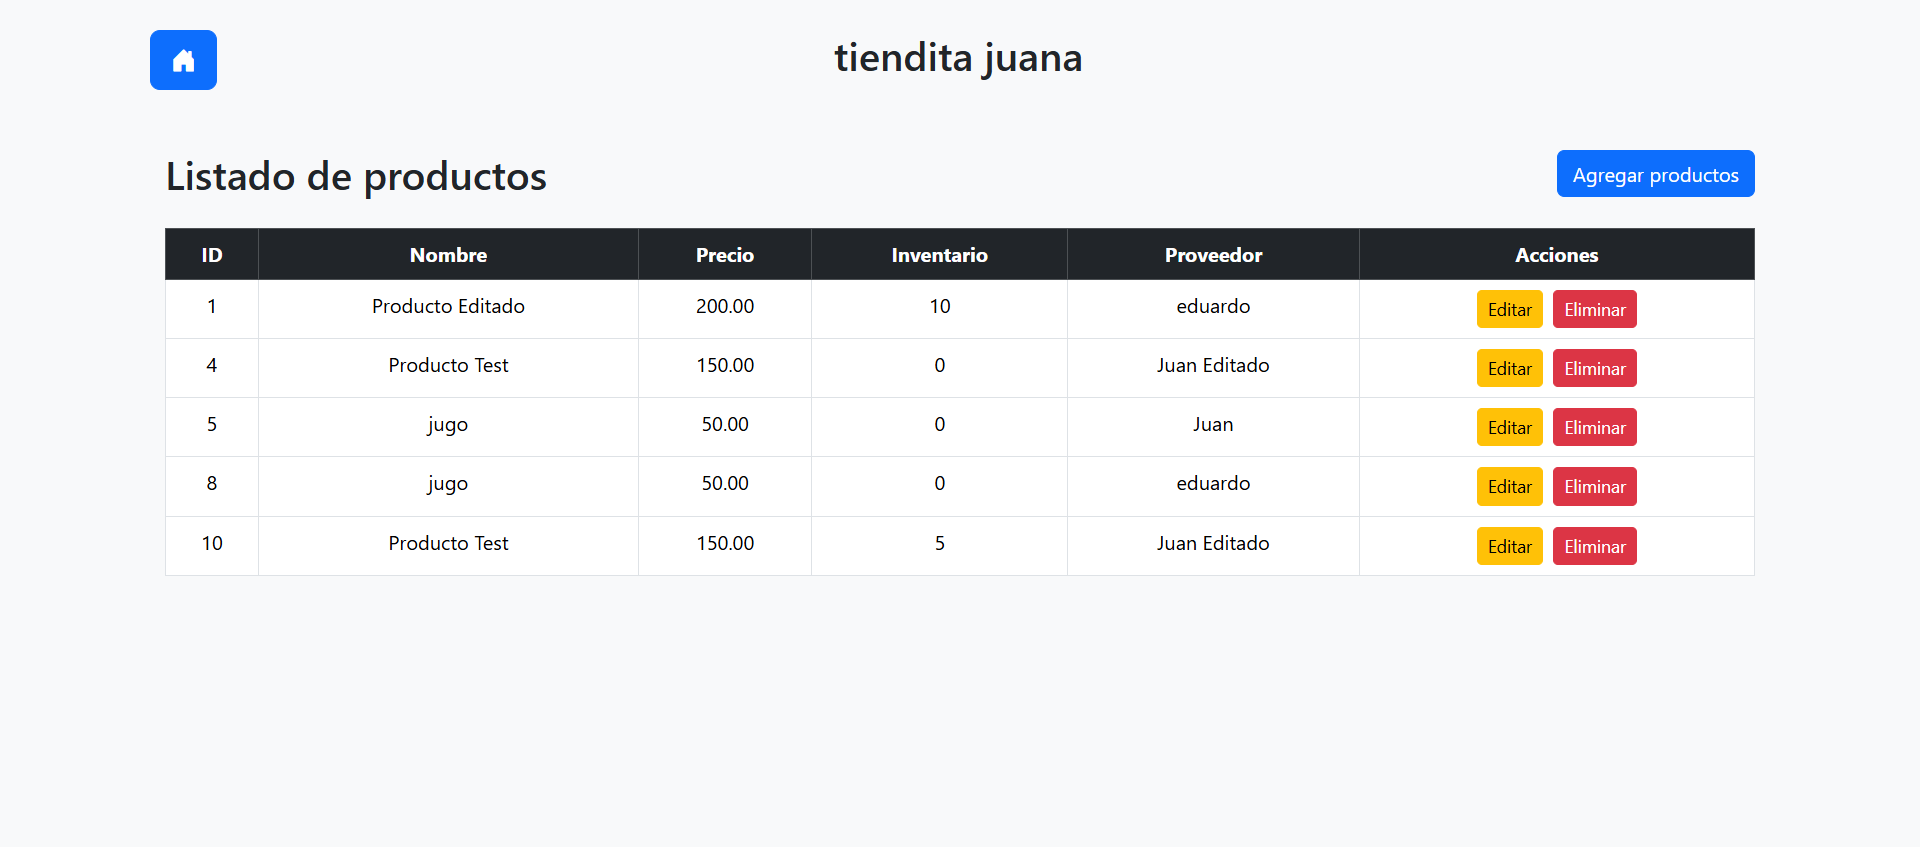 tiendita juana
Listado de productos
Agregar productos
ID Nombre Precio Inventario Proveedor Acciones
1 Producto Editado 200.00 10 eduardo Editar Eliminar
4 Producto Test 150.00 0 Juan Editado Editar Eliminar
5 jugo 50.00 0 Juan Editar Eliminar
8 jugo 50.00 0 eduardo Editar Eliminar
10 Producto Test 150.00 5 Juan Editado Editar Eliminar